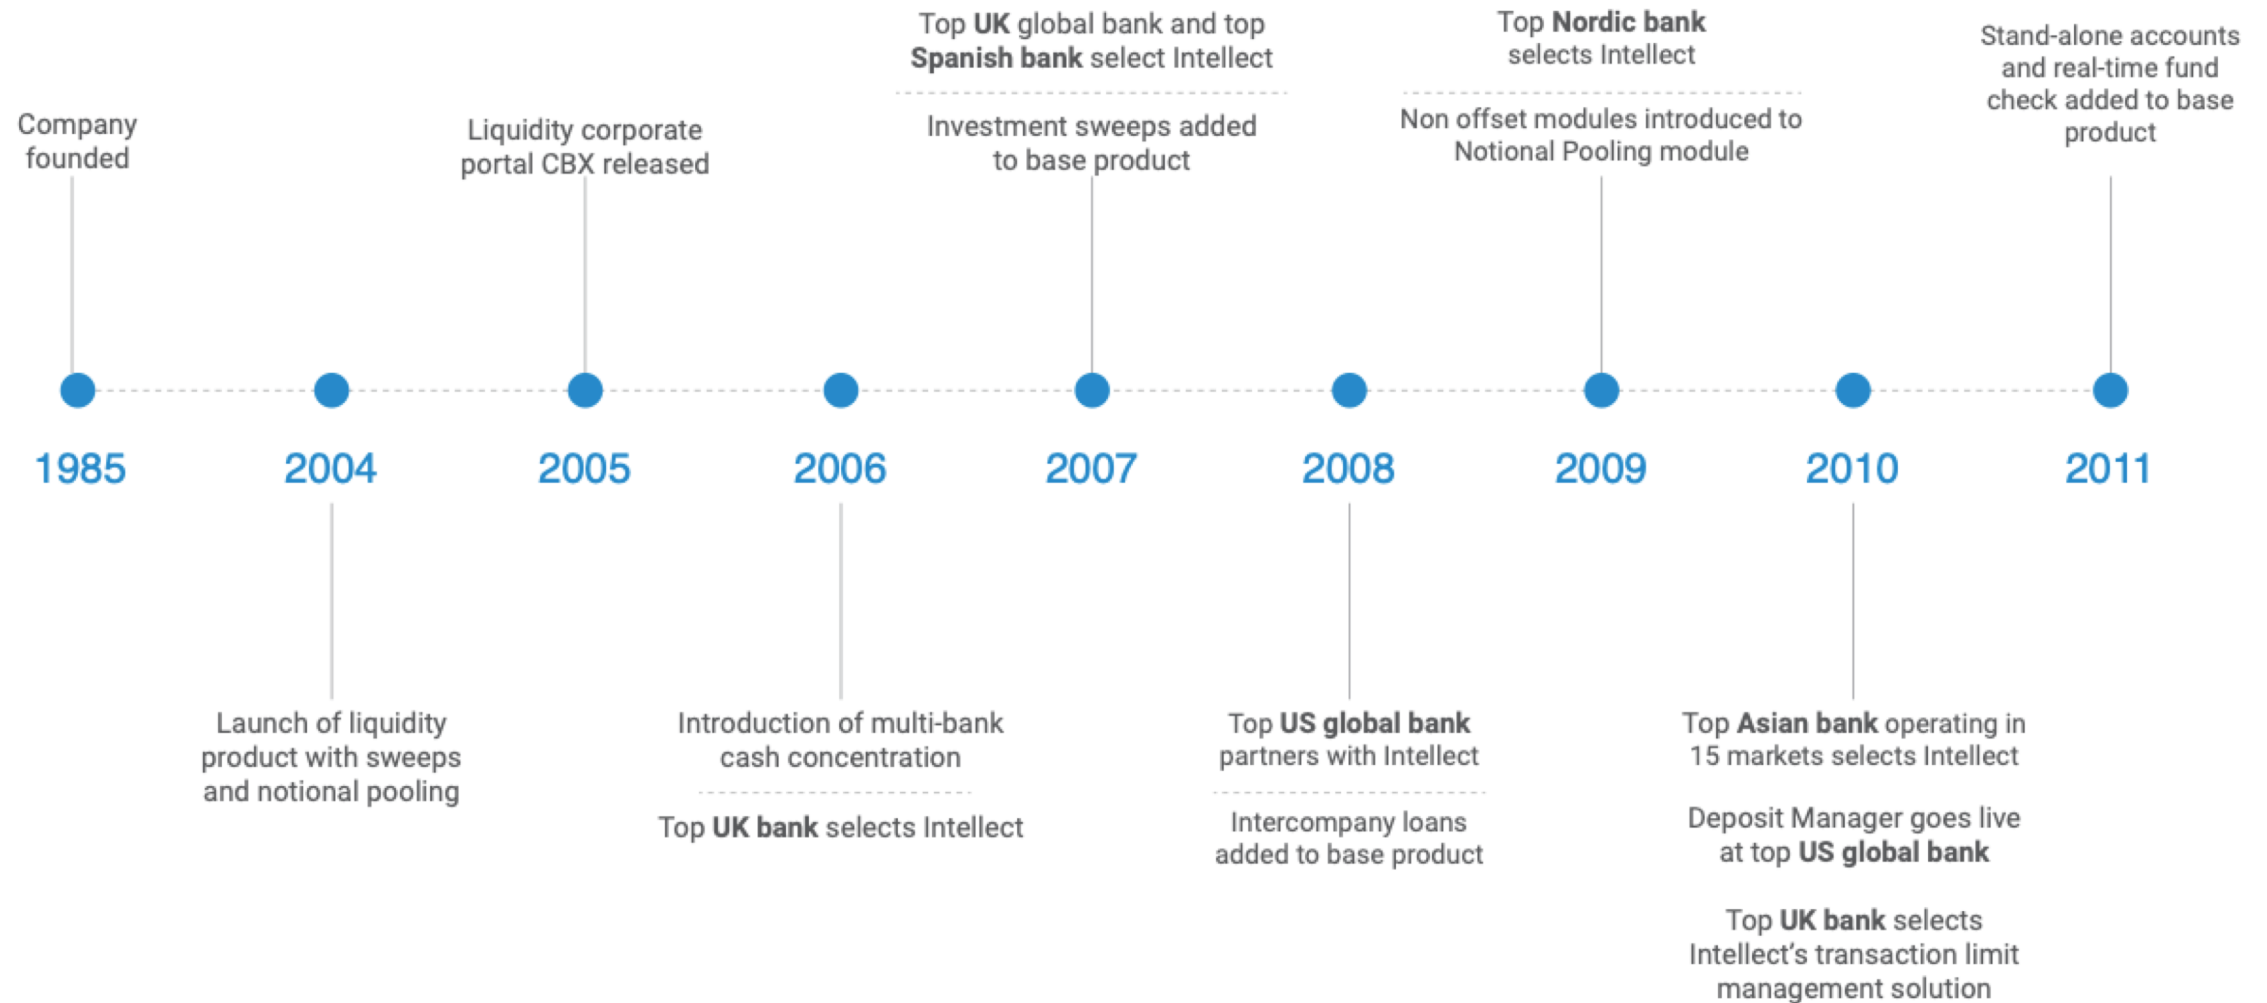 Company
founded
Liquidity corporate
portal CBX released
Top UK global bank and top
Spanish bank select Intellect
Investment sweeps added
to base product
Top Nordic bank
selects Intellect
Non offset modules introduced to
Notional Pooling module
Stand-alone accounts
and real-time fund
check added to base
product
1985
2004
2005
2006
2007
2008
2009
2010
2011
Launch of liquidity
product with sweeps
and notional pooling
Introduction of multi-bank
cash concentration
Top UK bank selects Intellect
Top US global bank
partners with Intellect
Intercompany loans
added to base product
Top Asian bank operating in
15 markets selects Intellect
Deposit Manager goes live
at top US global bank
Top UK bank selects
Intellect's transaction limit
management solution